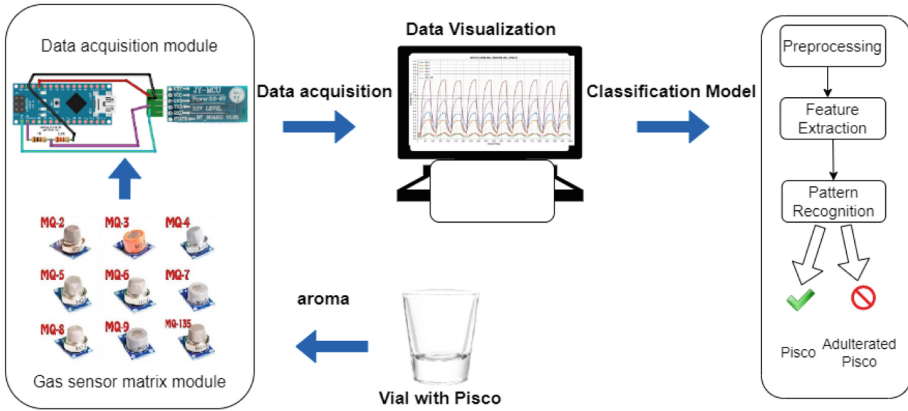 Data acquisition module
JY-MCU
Data Visualization
Data acquisition
Classification Model
Preprocessing
Feature
Extraction
Pattern
Recognition
Pisco
Adulterated
Pisco
MQ-2
MQ-3
MQ-4
MQ-5
MQ-6
MQ-7
MQ-8
MQ-9
MQ-135
Gas sensor matrix module
aroma
Vial with Pisco